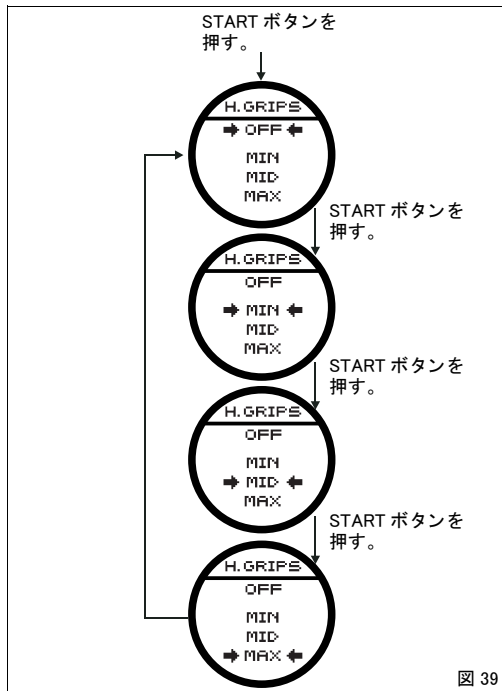 START ボタンを
押す。
H.GRIPS
➡ OFF ⬅
MIN
MID
MAX
START ボタンを
押す。
H.GRIPS
OFF
➡ MIN ⬅
MID
MAX
START ボタンを
押す。
H.GRIPS
OFF
MIN
➡ MID ⬅
MAX
START ボタンを
押す。
H.GRIPS
OFF
MIN
MID
➡ MAX ⬅
図 39